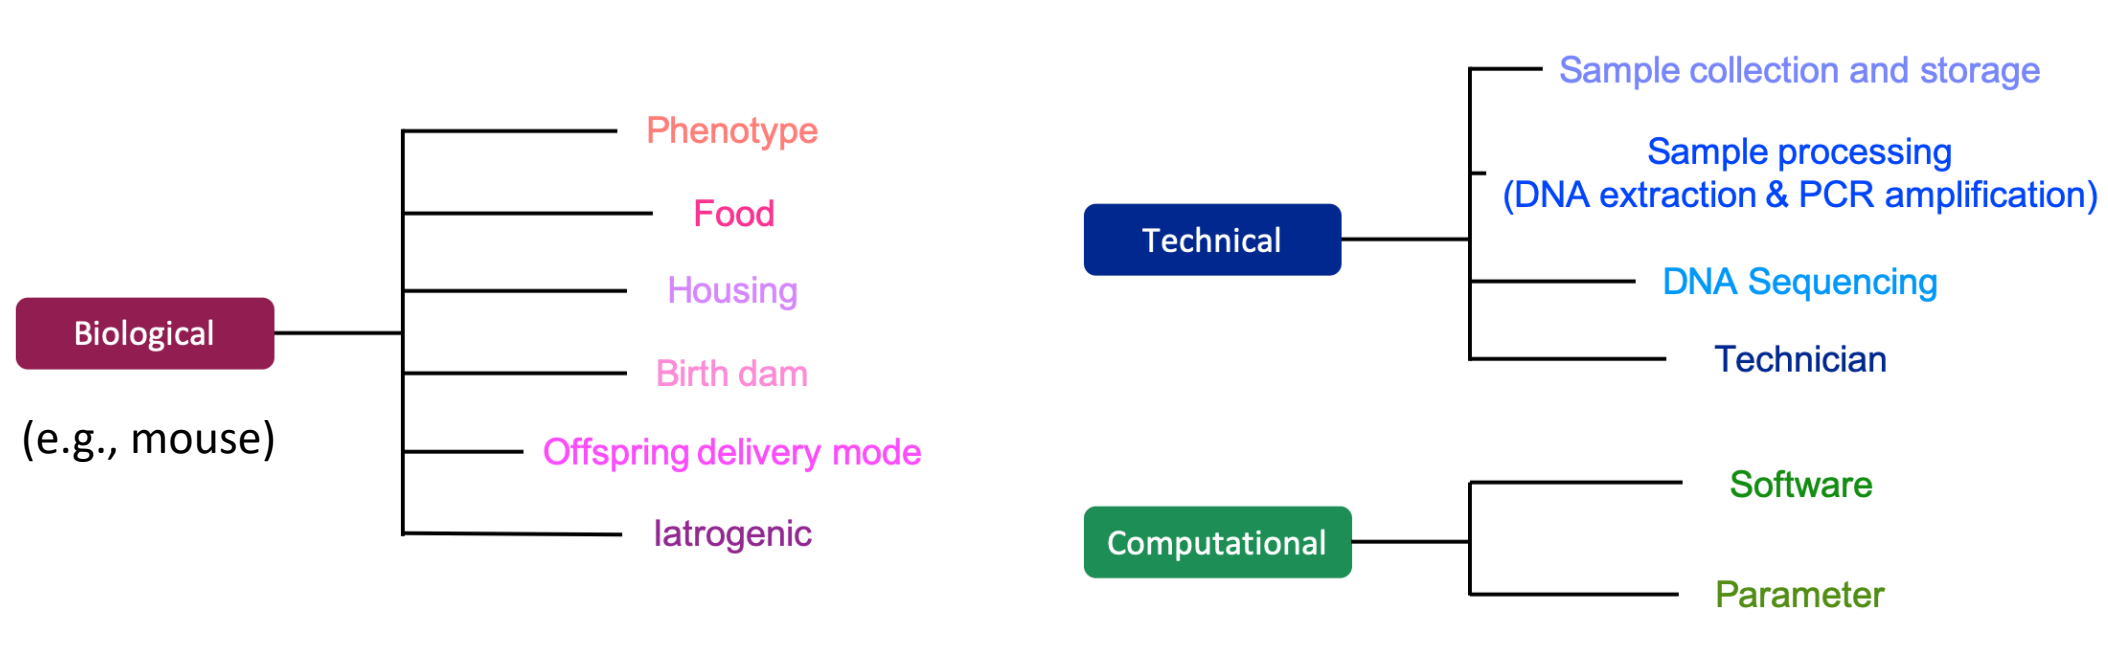 Biological
(e.g., mouse)
Phenotype
Food
Housing
Birth dam
Offspring delivery mode
Iatrogenic
Technical
Sample collection and storage
Sample processing
(DNA extraction & PCR amplification)
DNA Sequencing
Technician
Computational
Software
Parameter